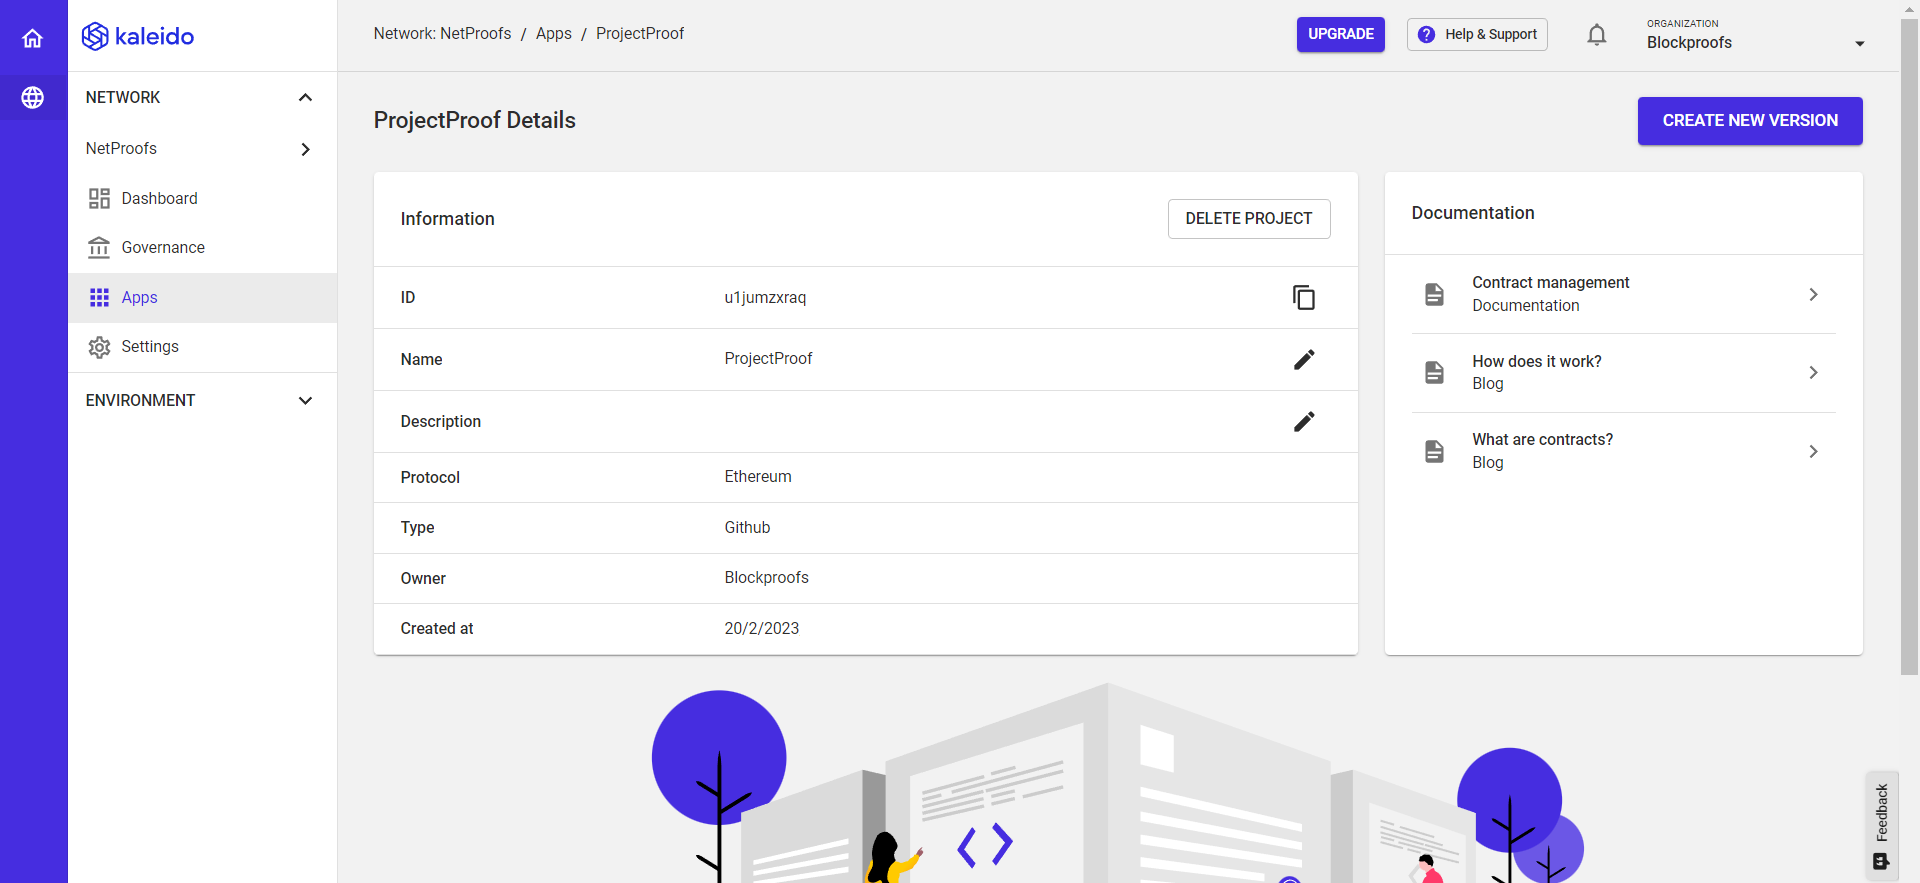 kaleido
Network: NetProofs / Apps / ProjectProof
UPGRADE
? Help & Support
ORGANIZATION
Blockproofs
NETWORK
NetProofs
Dashboard
Governance
Apps
Settings
ENVIRONMENT
ProjectProof Details
CREATE NEW VERSION
Information
DELETE PROJECT
ID u1jumzxraq
Name ProjectProof
Description
Protocol Ethereum
Type Github
Owner Blockproofs
Created at 20/2/2023
Documentation
Contract management
Documentation
How does it work?
Blog
What are contracts?
Blog
Feedback